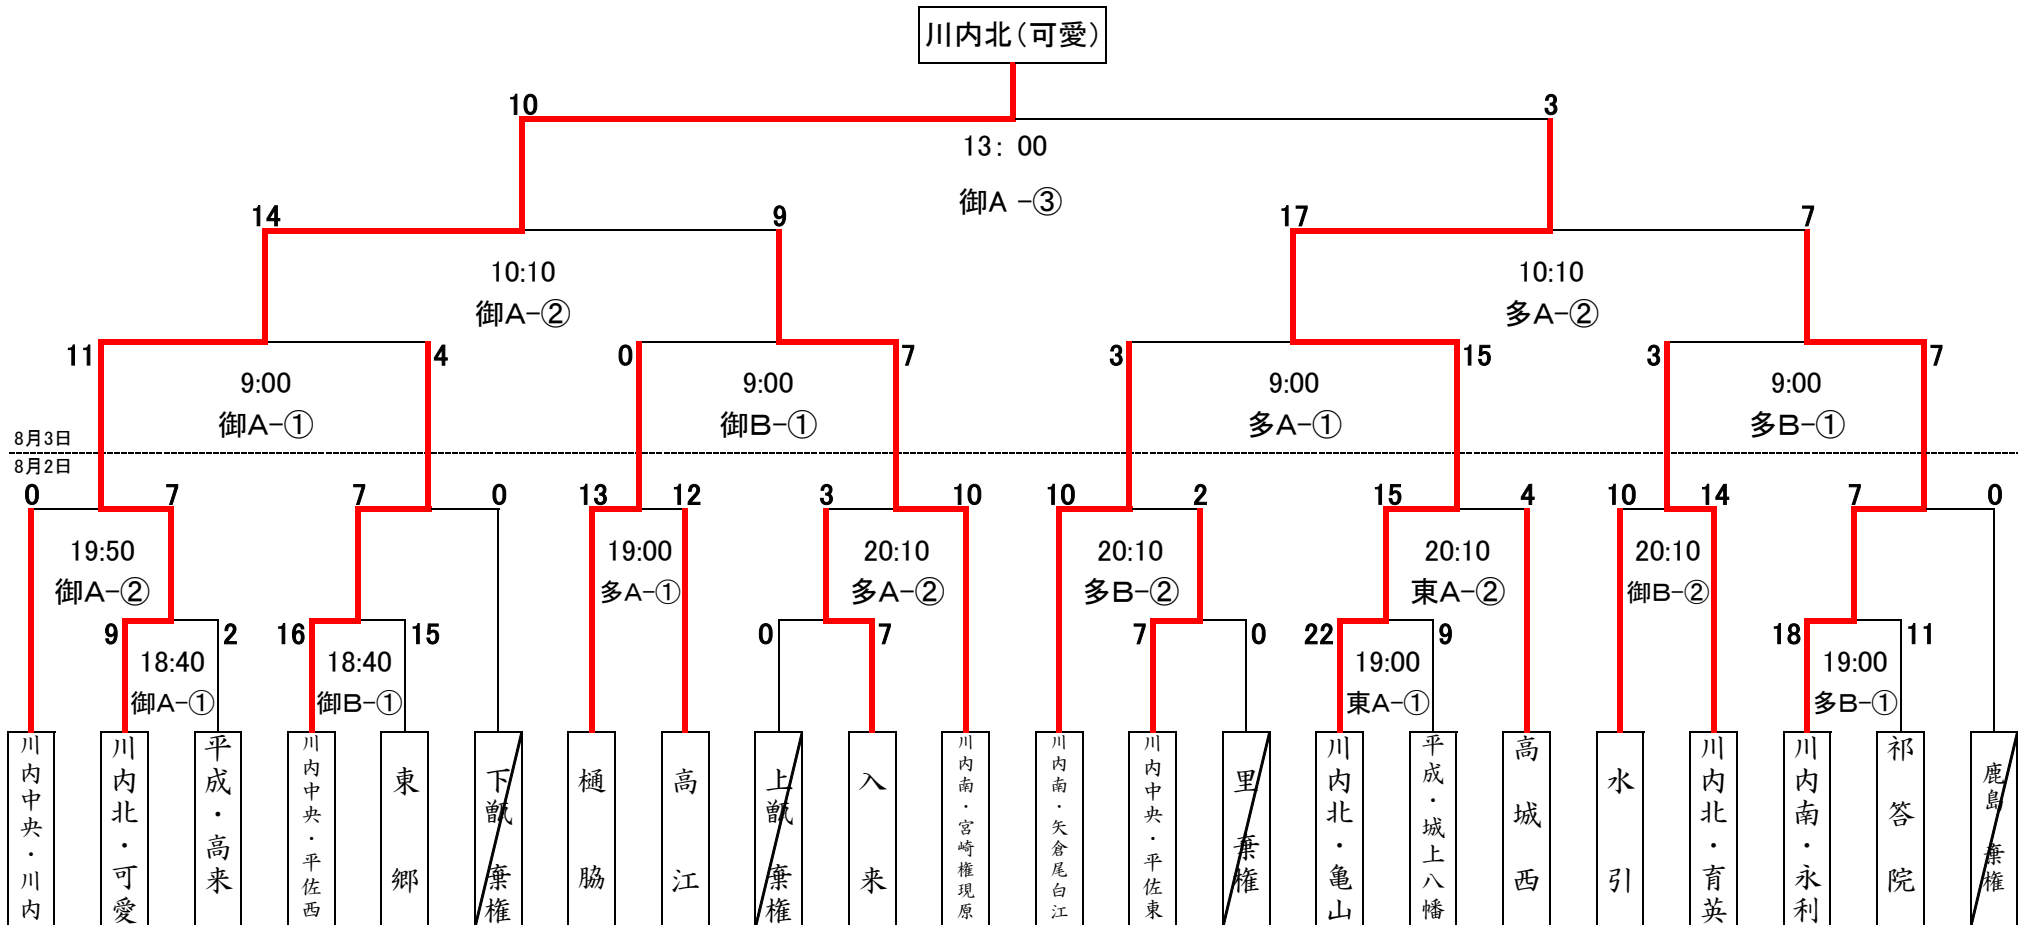 川内北（可愛）
10 3
13：00
御A－③
14 9 17 7
10:10 10:10
御A－② 多A－②
11 4 0 7 3 15 3 7
9:00 9:00 9:00 9:00
御A－① 御B－① 多A－① 多B－①
8月3日
8月2日
0 7 7 0 13 12 3 10 10 2 15 4 10 14 7 0
19:50 19:00 20:10 20:10 20:10 20:10
御A－② 多A－① 多A－② 多B－② 東A－② 御B－②
9 2 16 15 0 7 7 0 22 9 18 11
18:40 18:40 19:00 19:00
御A－① 御B－① 東A－① 多B－①
川内中央・川内
川内北・可愛
平成・高来
川内中央・平佐西
東郷
下甑 棄権
樋脇
高江
上甑 棄権
入来
川内南・宮崎権現原
川内南・矢倉尾白江
川内中央・平佐東
里 棄権
川内北・亀山
平成・城上八幡
高城西
水引
川内北・育英
川内南・永利
祁答院
鹿島 棄権